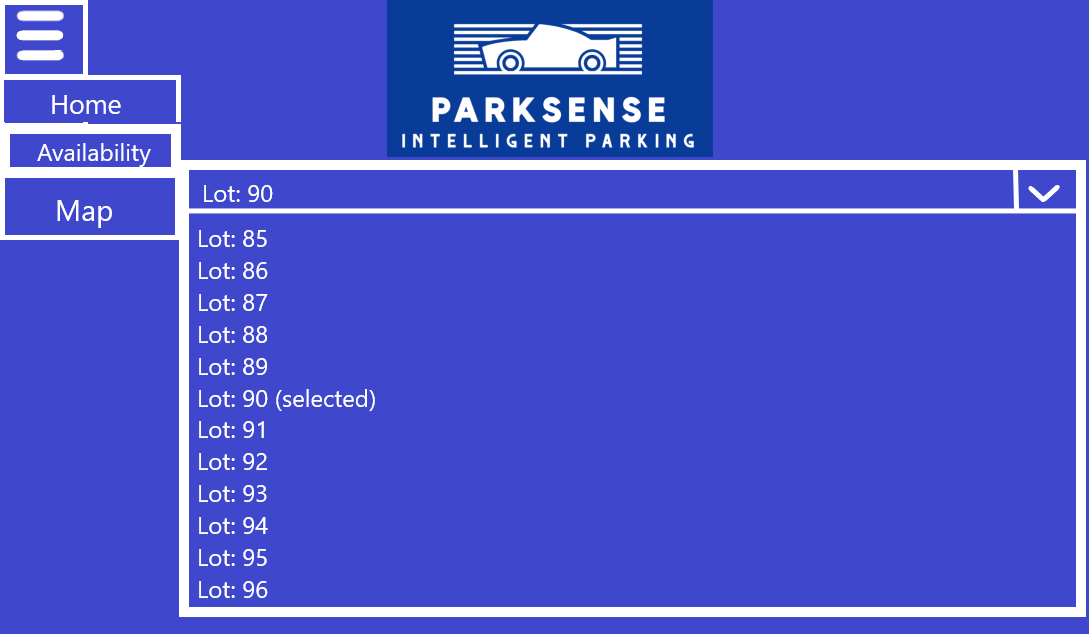 PARKSENSE
INTELLIGENT PARKING
Home
Availability
Map
Lot: 90
Lot: 85
Lot: 86
Lot: 87
Lot: 88
Lot: 89
Lot: 90 (selected)
Lot: 91
Lot: 92
Lot: 93
Lot: 94
Lot: 95
Lot: 96